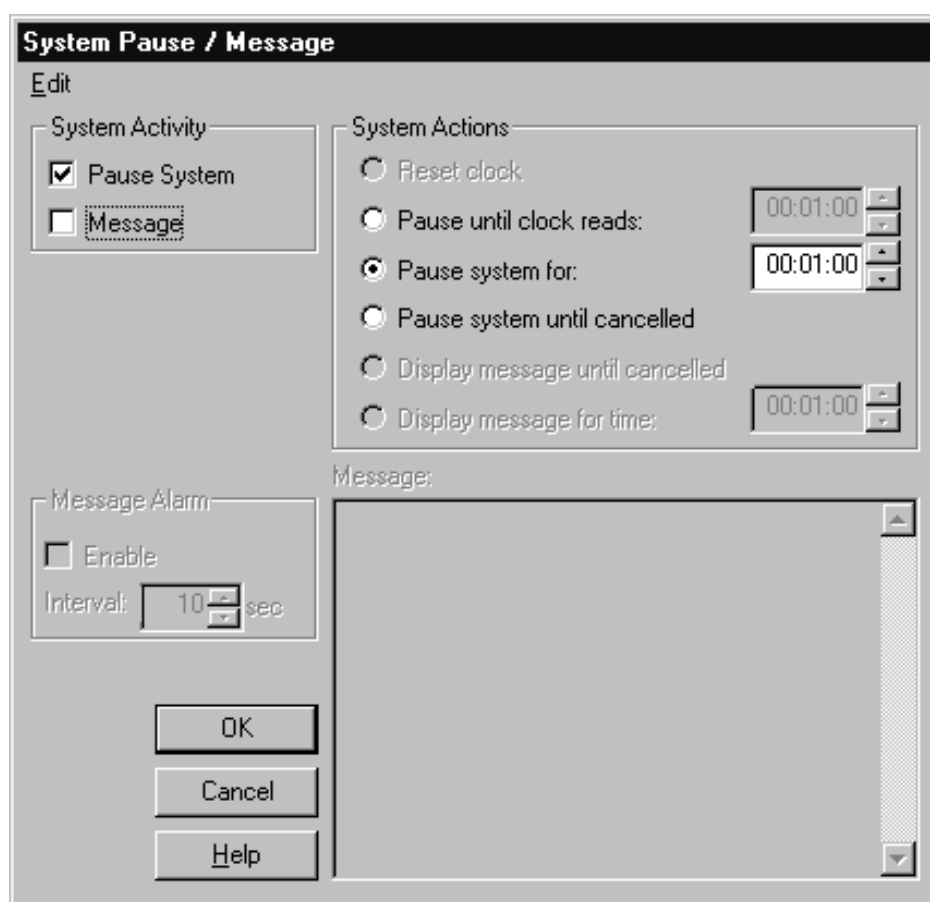 System Pause / Message
Edit
System Activity
Pause System
Message
System Actions
Reset clock
Pause until clock reads: 00:01:00
Pause system for: 00:01:00
Pause system until cancelled
Display message until cancelled
Display message for time: 00:01:00
Message Alarm
Enable
Interval: 10 sec
Message:
OK
Cancel
Help